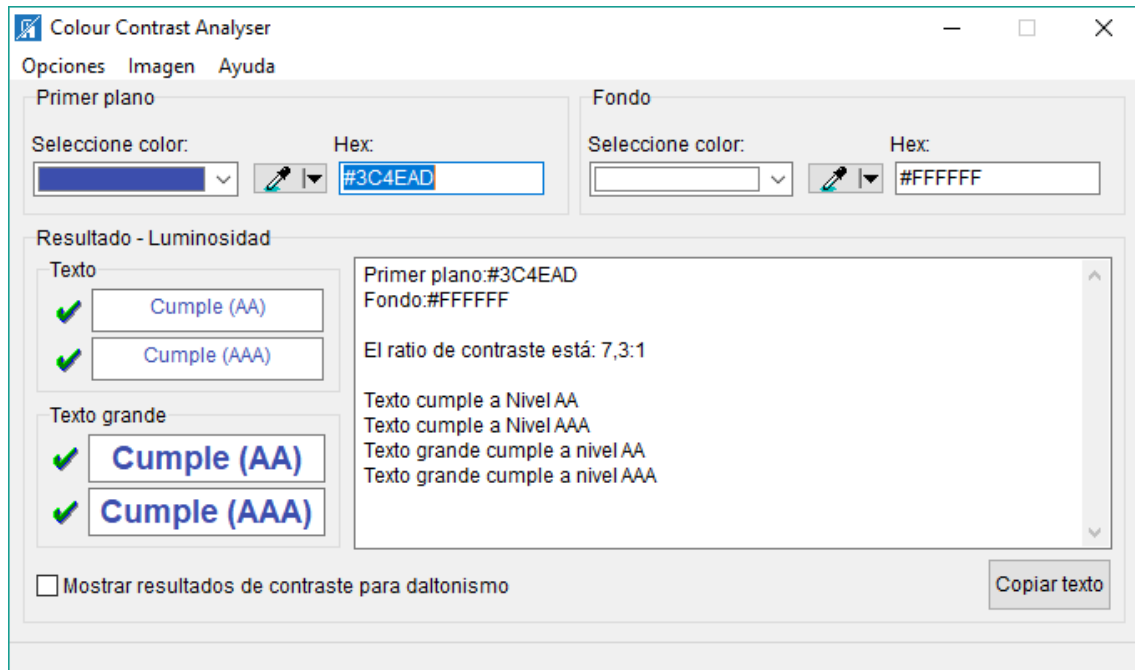 Colour Contrast Analyser
Opciones Imagen Ayuda
Primer plano
Seleccione color: Hex:
#3C4EAD
Fondo
Seleccione color: Hex:
#FFFFFF
Resultado - Luminosidad
Texto
Cumple (AA)
Cumple (AAA)
Texto grande
Cumple (AA)
Cumple (AAA)
Primer plano:#3C4EAD
Fondo:#FFFFFF
El ratio de contraste está: 7,3:1
Texto cumple a Nivel AA
Texto cumple a Nivel AAA
Texto grande cumple a nivel AA
Texto grande cumple a nivel AAA
Mostrar resultados de contraste para daltonismo
Copiar texto